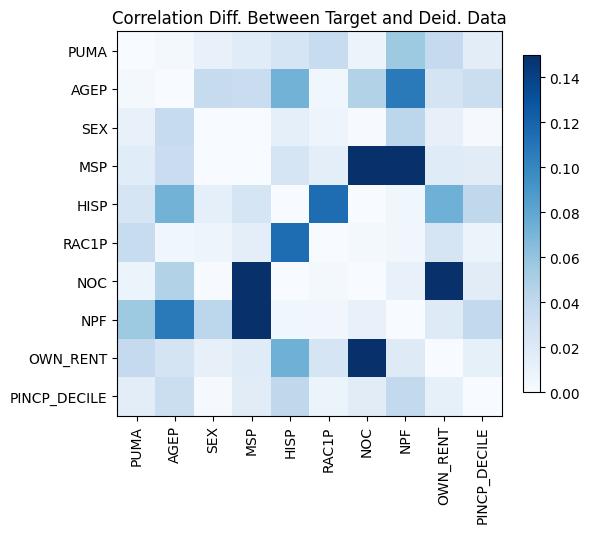 Correlation Diff. Between Target and Deid. Data
PUMA
AGEP
SEX
MSP
HISP
RAC1P
NOC
NPF
OWN_RENT
PINCP_DECILE
PUMA
AGEP
SEX
MSP
HISP
RAC1P
NOC
NPF
OWN_RENT
PINCP_DECILE
0.14
0.12
0.10
0.08
0.06
0.04
0.02
0.00